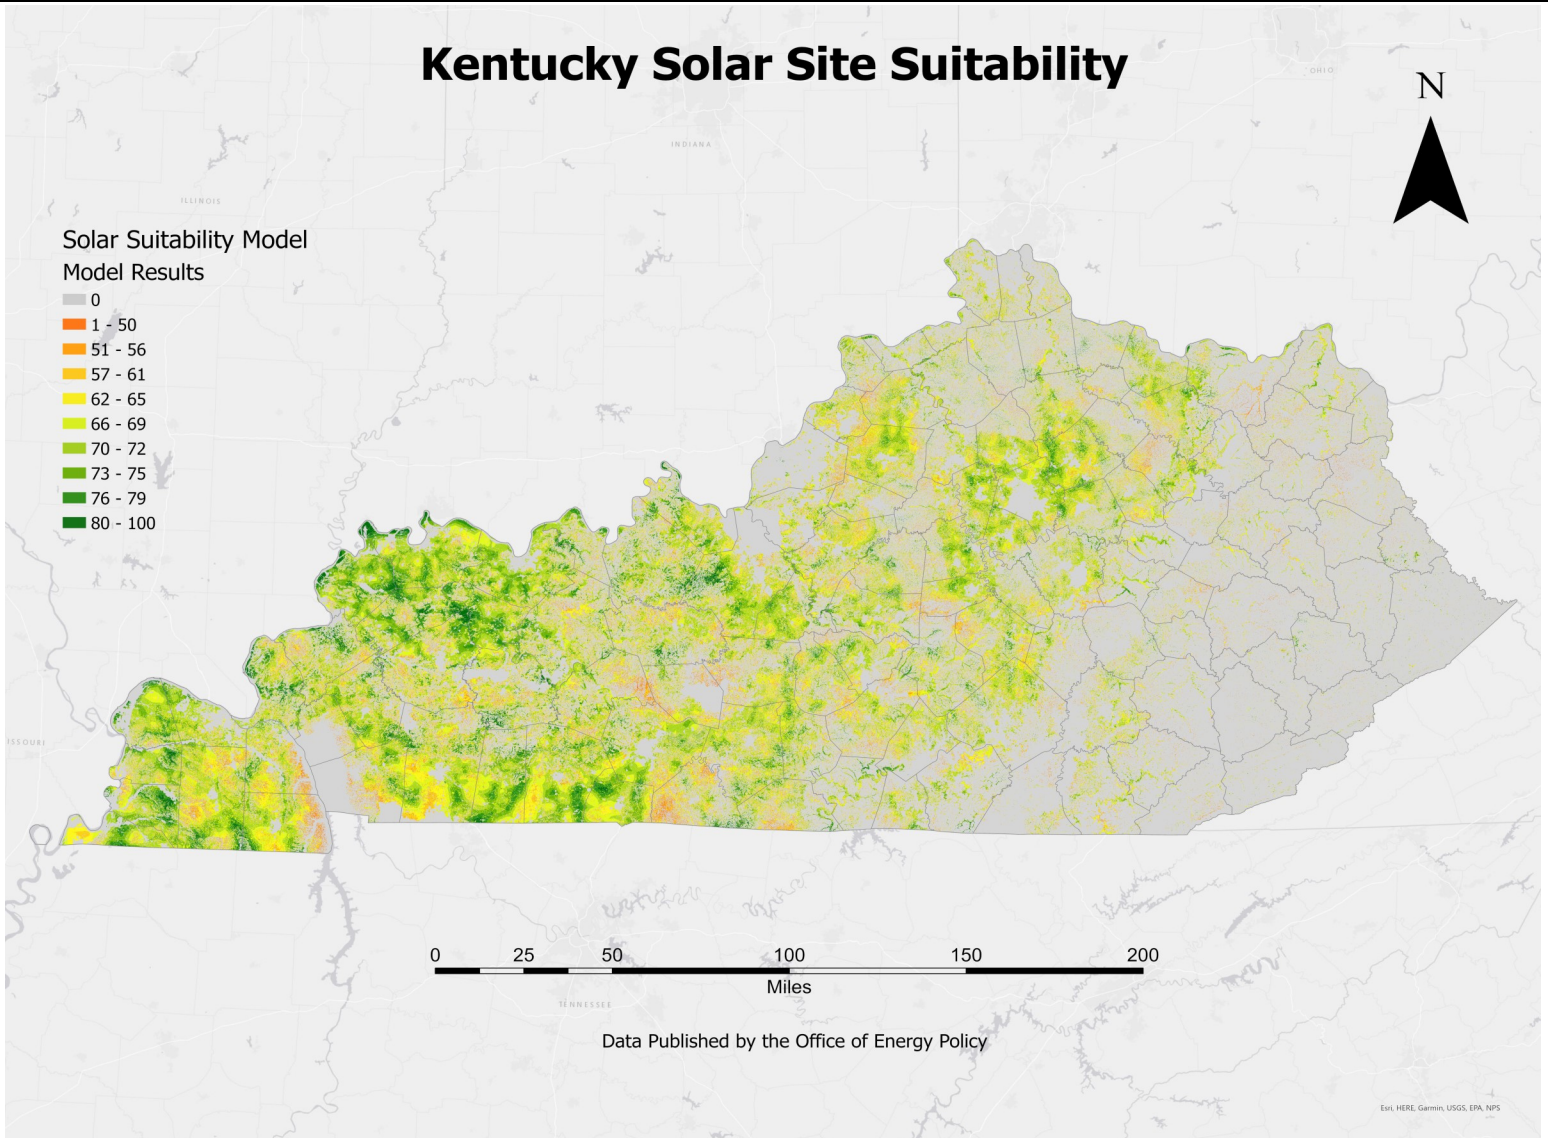 Kentucky Solar Site Suitability
N
OHIO
INDIANA
ILLINOIS
Solar Suitability Model
Model Results
0
1 - 50
51 - 56
57 - 61
62 - 65
66 - 69
70 - 72
73 - 75
76 - 79
80 - 100
ISSOURI
0 25 50 100 150 200
Miles
TENNESSEE
Data Published by the Office of Energy Policy
Esri, HERE, Garmin, USGS, EPA, NPS